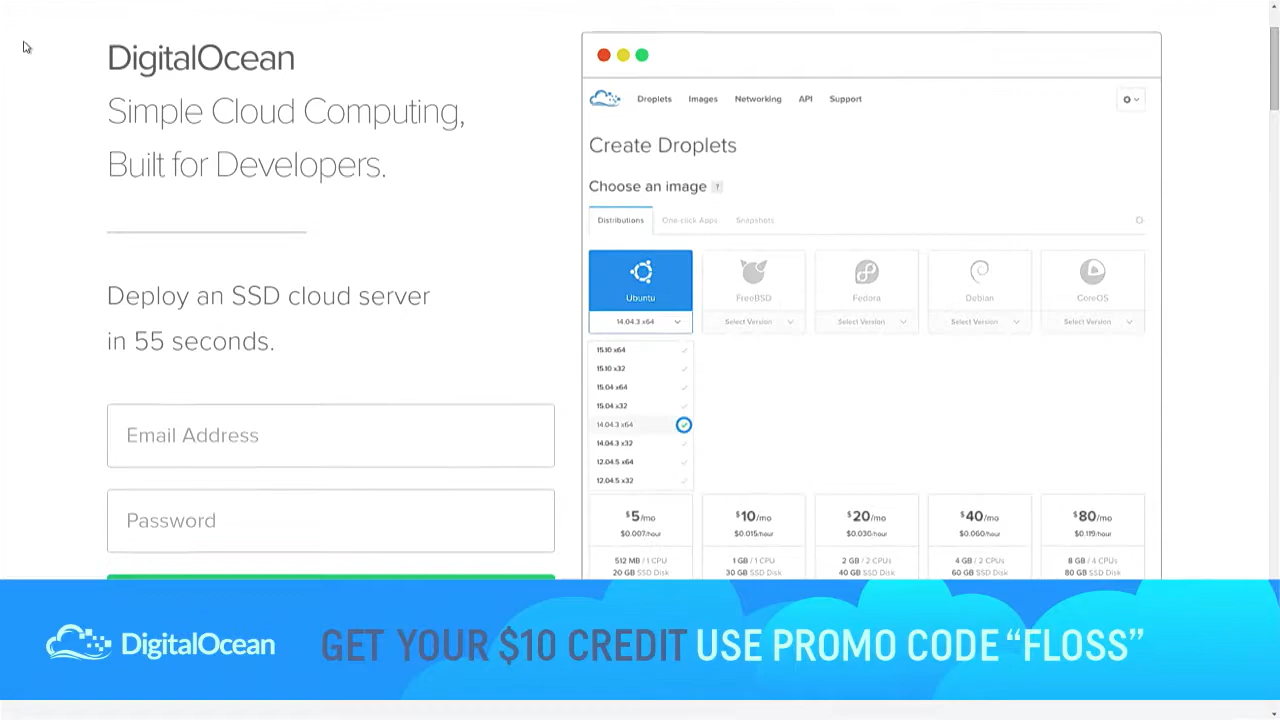 DigitalOcean
Simple Cloud Computing,
Built for Developers.
Deploy an SSD cloud server
in 55 seconds.
Email Address
Password
Droplets Images Networking API Support
Create Droplets
Choose an image ?
Distributions One-click Apps Snapshots
Ubuntu FreeBSD Fedora Debian CoreOS
14.04.3 x64 Select Version Select Version Select Version Select Version
15.10 x64
15.10 x32
15.04 x64
15.04 x32
14.04.3 x64
14.04.3 x32
12.04.5 x64
12.04.5 x32
$5/mo $10/mo $20/mo $40/mo $80/mo
$0.007/hour $0.015/hour $0.030/hour $0.060/hour $0.119/hour
512 MB / 1 CPU 1 GB / 1 CPU 2 GB / 2 CPUs 4 GB / 2 CPUs 8 GB / 4 CPUs
20 GB SSD Disk 30 GB SSD Disk 40 GB SSD Disk 60 GB SSD Disk 80 GB SSD Disk
DigitalOcean GET YOUR $10 CREDIT USE PROMO CODE “FLOSS”